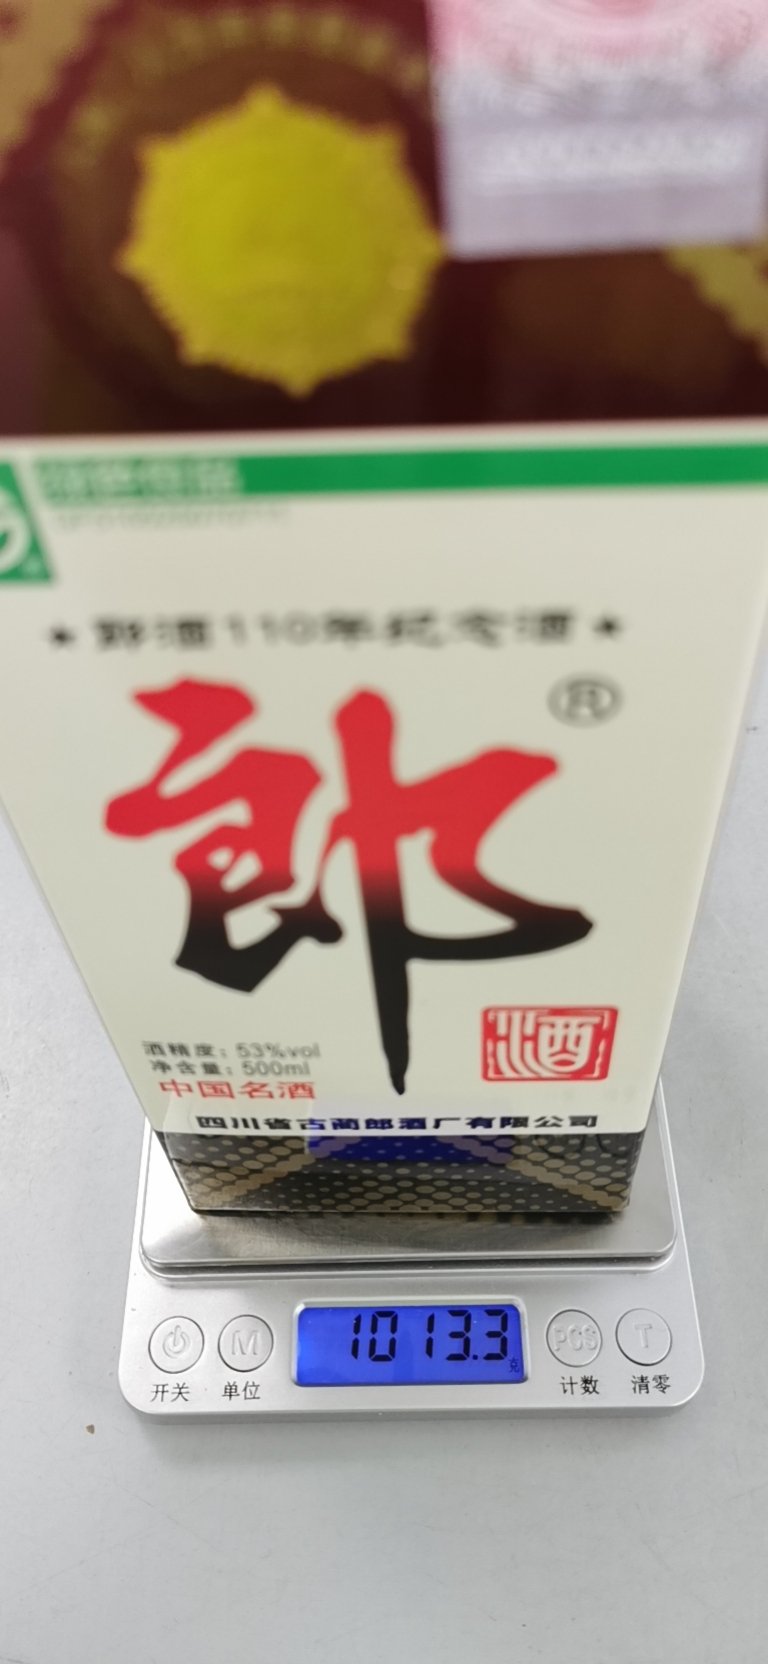 郎酒110年纪念酒
郎®
酒
酒精度：53%vol
净含量：500ml
中国名酒
四川省古蔺郎酒厂有限公司
1013.3
克
M
PCS
T
开关
单位
计数
清零